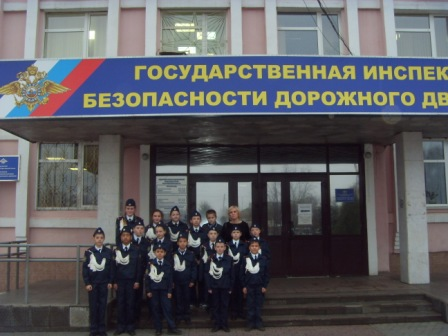 ГОСУДАРСТВЕННАЯ ИНСПЕК
БЕЗОПАСНОСТИ ДОРОЖНОГО ДВ